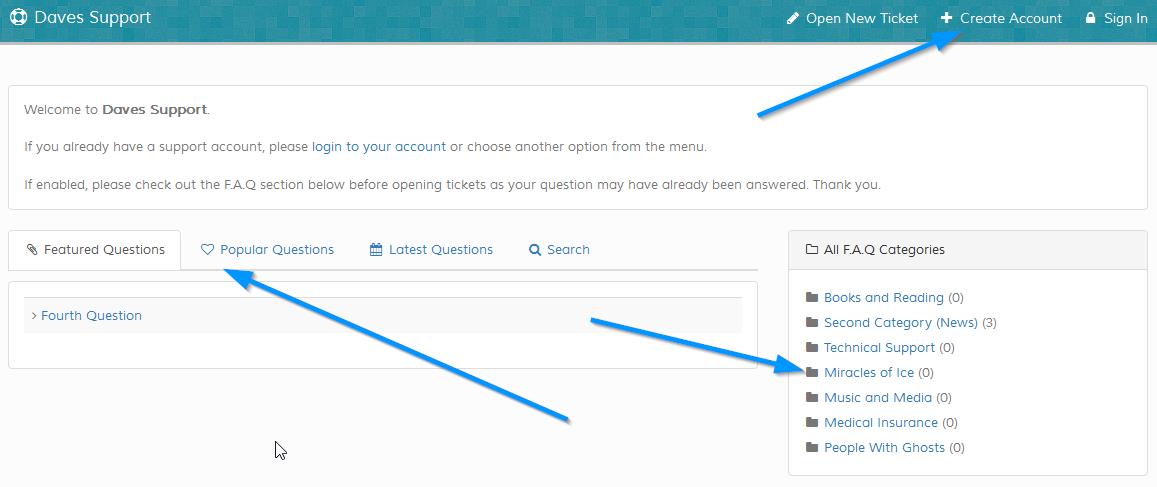 Daves Support
Open New Ticket
Create Account
Sign In
Welcome to Daves Support.
If you already have a support account, please login to your account or choose another option from the menu.
If enabled, please check out the F.A.Q section below before opening tickets as your question may have already been answered. Thank you.
Featured Questions
Popular Questions
Latest Questions
Search
> Fourth Question
All F.A.Q Categories
Books and Reading (0)
Second Category (News) (3)
Technical Support (0)
Miracles of Ice (0)
Music and Media (0)
Medical Insurance (0)
People With Ghosts (0)